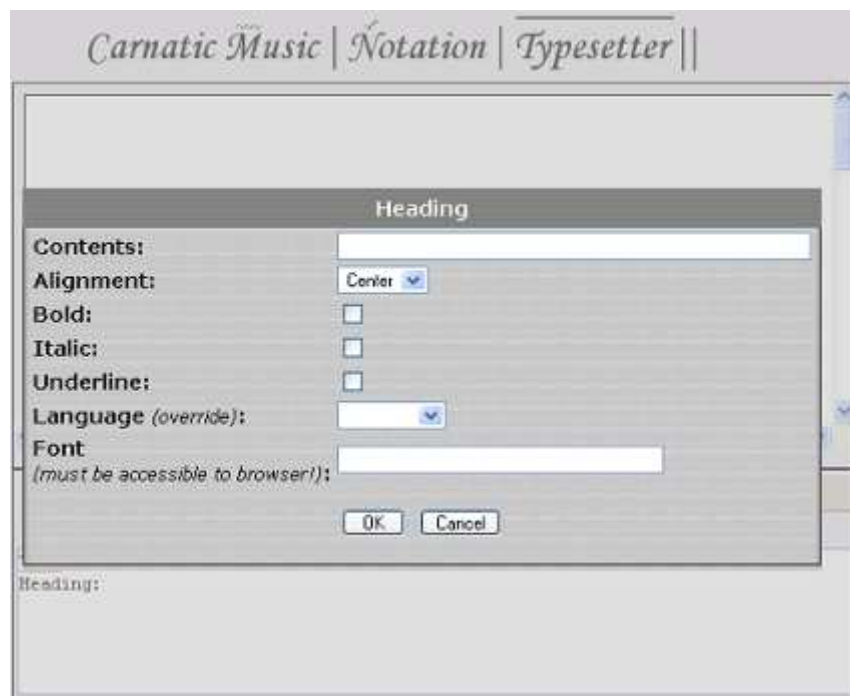 Carnatic Music | Notation | Typesetter ||
Heading
Contents:
Alignment: Center
Bold:
Italic:
Underline:
Language (override):
Font
(must be accessible to browser!):
OK Cancel
Heading: